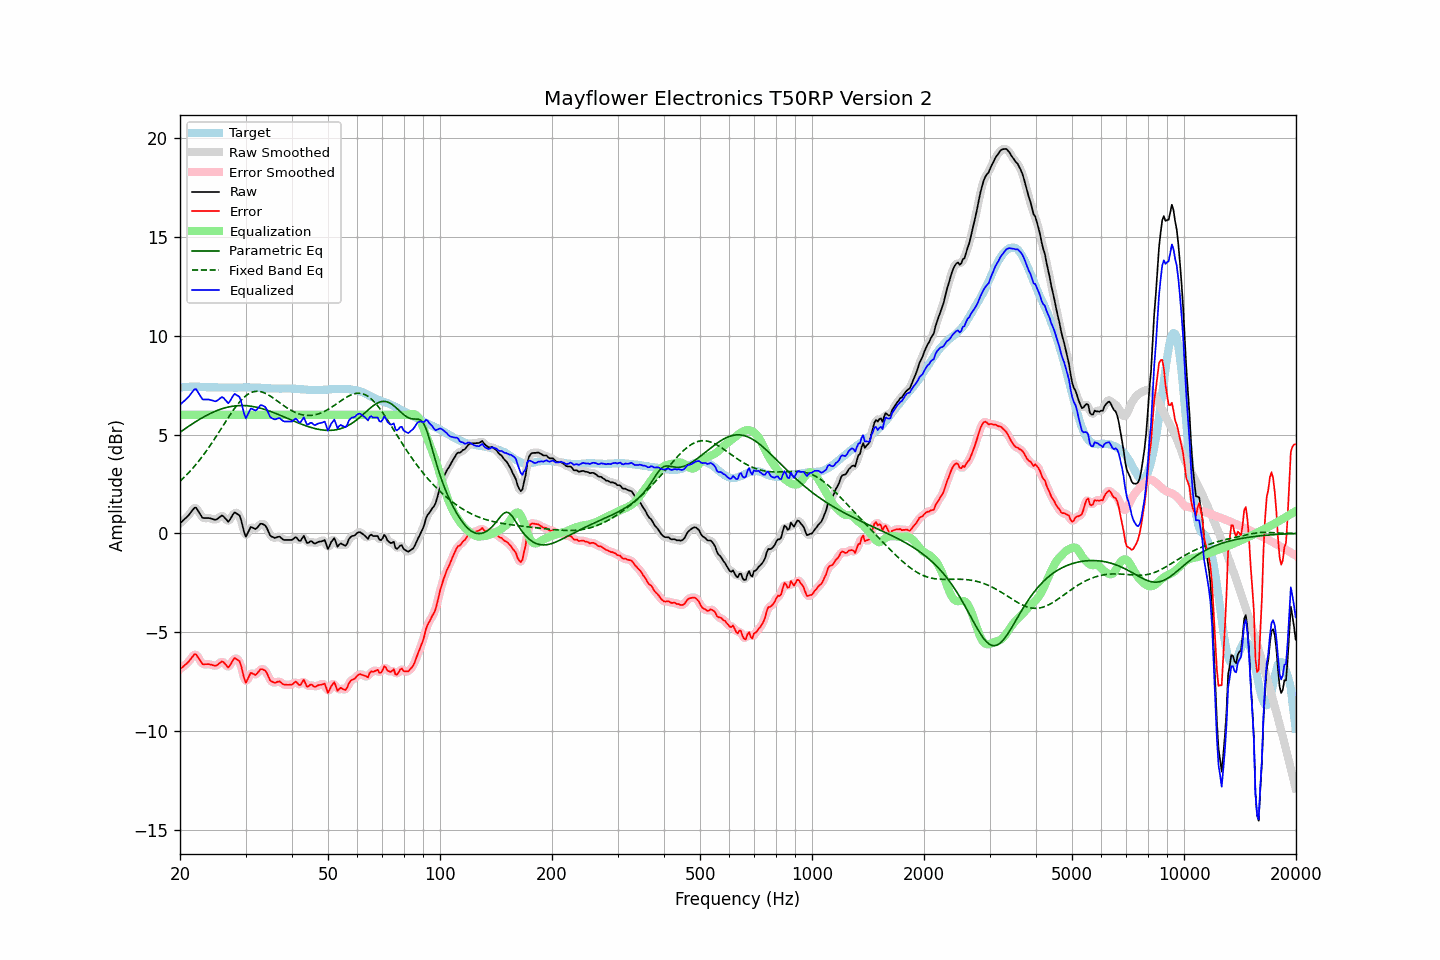 Mayflower Electronics T50RP Version 2
Target
Raw Smoothed
Error Smoothed
Raw
Error
Equalization
Parametric Eq
Fixed Band Eq
Equalized
20
15
10
5
0
−5
−10
−15
Amplitude (dBr)
20
50
100
200
500
1000
2000
5000
10000
20000
Frequency (Hz)